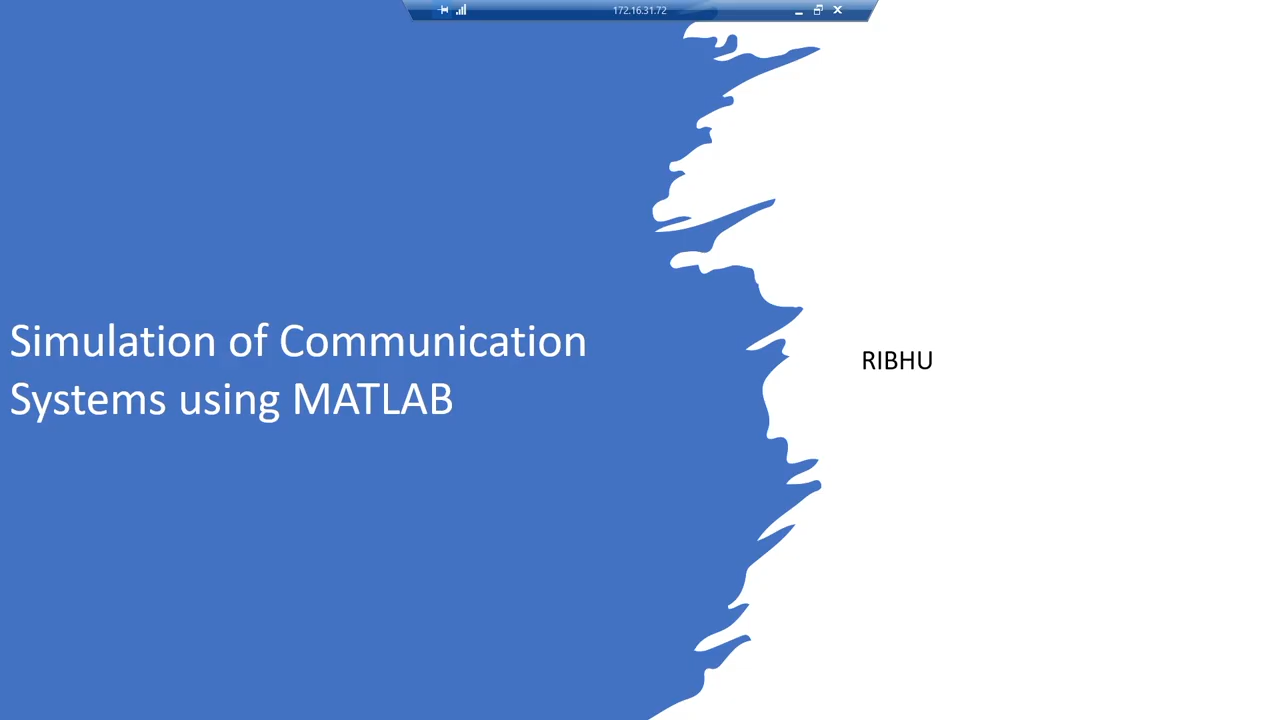 172.16.31.72
Simulation of Communication
Systems using MATLAB
RIBHU